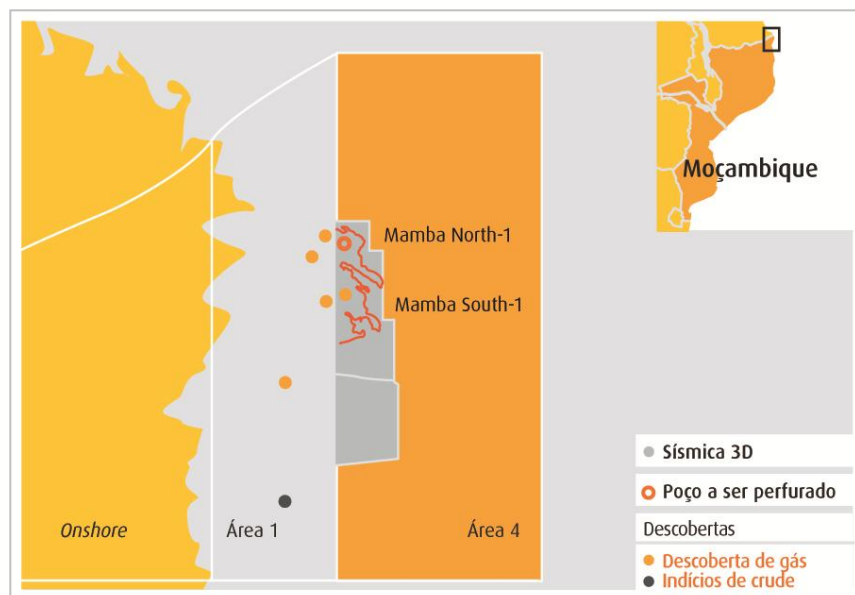 Moçambique
Mamba North-1
Mamba South-1
Onshore
Área 1
Área 4
Sísmica 3D
Poço a ser perfurado
Descobertas
Descoberta de gás
Indícios de crude